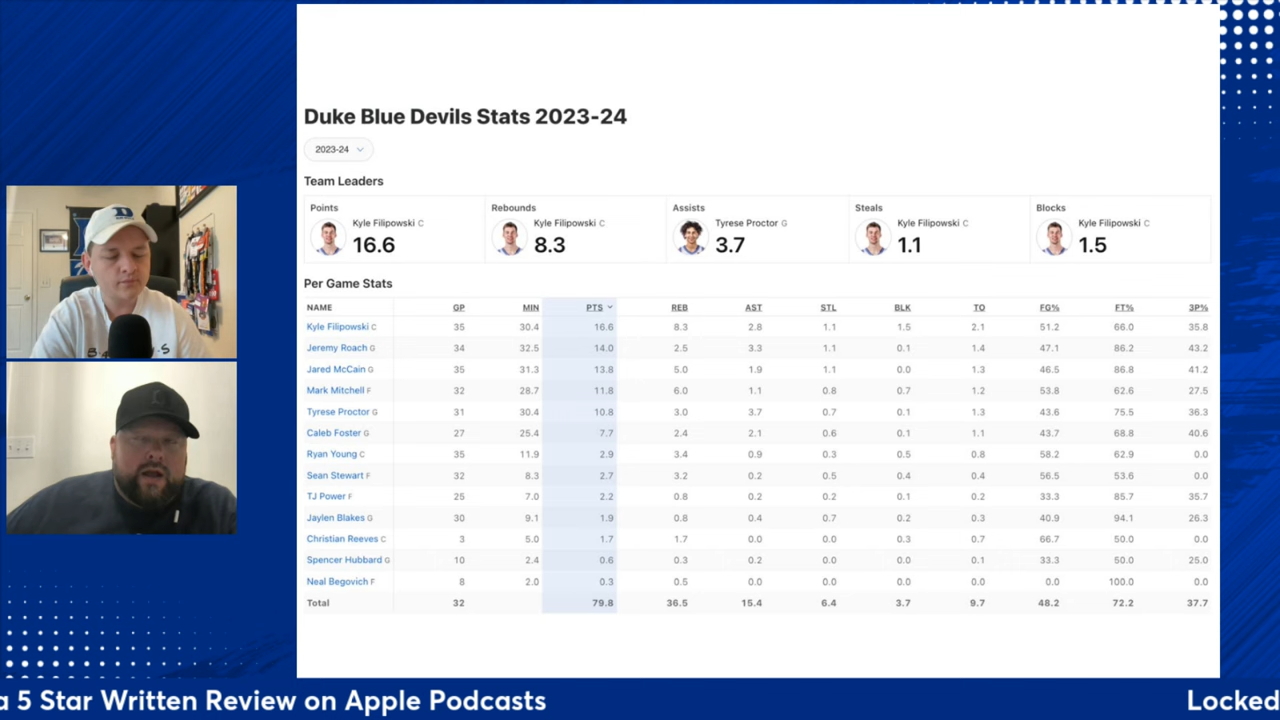 Duke Blue Devils Stats 2023-24
2023-24
Team Leaders
Points
Kyle Filipowski C
16.6
Rebounds
Kyle Filipowski C
8.3
Assists
Tyrese Proctor G
3.7
Steals
Kyle Filipowski C
1.1
Blocks
Kyle Filipowski C
1.5
Per Game Stats
NAME GP MIN PTS REB AST STL BLK TO FG% FT% 3P%
Kyle Filipowski C 35 30.4 16.6 8.3 2.8 1.1 1.5 2.1 51.2 66.0 35.8
Jeremy Roach G 34 32.5 14.0 2.5 3.3 1.1 0.1 1.4 47.1 86.2 43.2
Jared McCain G 35 31.3 13.8 5.0 1.9 1.1 0.0 1.3 46.5 86.8 41.2
Mark Mitchell F 32 28.7 11.8 6.0 1.1 0.8 0.7 1.2 53.8 62.6 27.5
Tyrese Proctor G 31 30.4 10.8 3.0 3.7 0.7 0.1 1.3 43.6 75.5 36.3
Caleb Foster G 27 25.4 7.7 2.4 2.1 0.6 0.1 1.1 43.7 68.8 40.6
Ryan Young C 35 11.9 2.9 3.4 0.9 0.3 0.5 0.8 58.2 62.9 0.0
Sean Stewart F 32 8.3 2.7 3.2 0.2 0.5 0.4 0.4 56.5 53.6 0.0
TJ Power F 25 7.0 2.2 0.8 0.2 0.2 0.1 0.2 33.3 85.7 35.7
Jaylen Blakes G 30 9.1 1.9 0.8 0.4 0.7 0.2 0.3 40.9 94.1 26.3
Christian Reeves C 3 5.0 1.7 1.7 0.0 0.0 0.3 0.7 66.7 50.0 0.0
Spencer Hubbard G 10 2.4 0.6 0.3 0.2 0.0 0.0 0.1 33.3 50.0 25.0
Neal Begovich F 8 2.0 0.3 0.5 0.0 0.0 0.0 0.0 0.0 100.0 0.0
Total 32 79.8 36.5 15.4 6.4 3.7 9.7 48.2 72.2 37.7
D
a 5 Star Written Review on Apple Podcasts
Locked